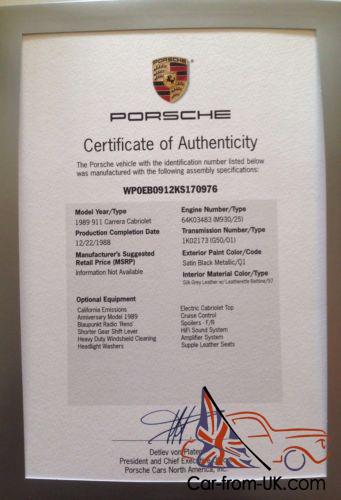 PORSCHE
PORSCHE
Certificate of Authenticity
The Porsche vehicle with the identification number listed below
was manufactured with the following assembly specifications:
WP0EB0912KS170976
Model Year/Type
1989 911 Carrera Cabriolet
Production Completion Date
12/22/1988
Manufacturer's Suggested
Retail Price (MSRP)
Information Not Available
Engine Number/Type
64K03483 (M930/25)
Transmission Number/Type
1K02173 (G50/01)
Exterior Paint Color/Code
Satin Black Metallic/Q1
Interior Material Color/Type
Silk Grey Leather w/Leatherette Beltline/97
Optional Equipment
California Emissions
Anniversary Model 1989
Blaupunkt Radio 'Reno'
Shorter Gear Shift Lever
Heavy Duty Windshield Cleaning
Headlight Washers
Electric Cabriolet Top
Cruise Control
Spoilers - F/R
HiFi Sound System
Amplifier System
Supple Leather Seats
Detlev von Platen
President and Chief Executive
Porsche Cars North America, Inc.
Car-from-UK.com